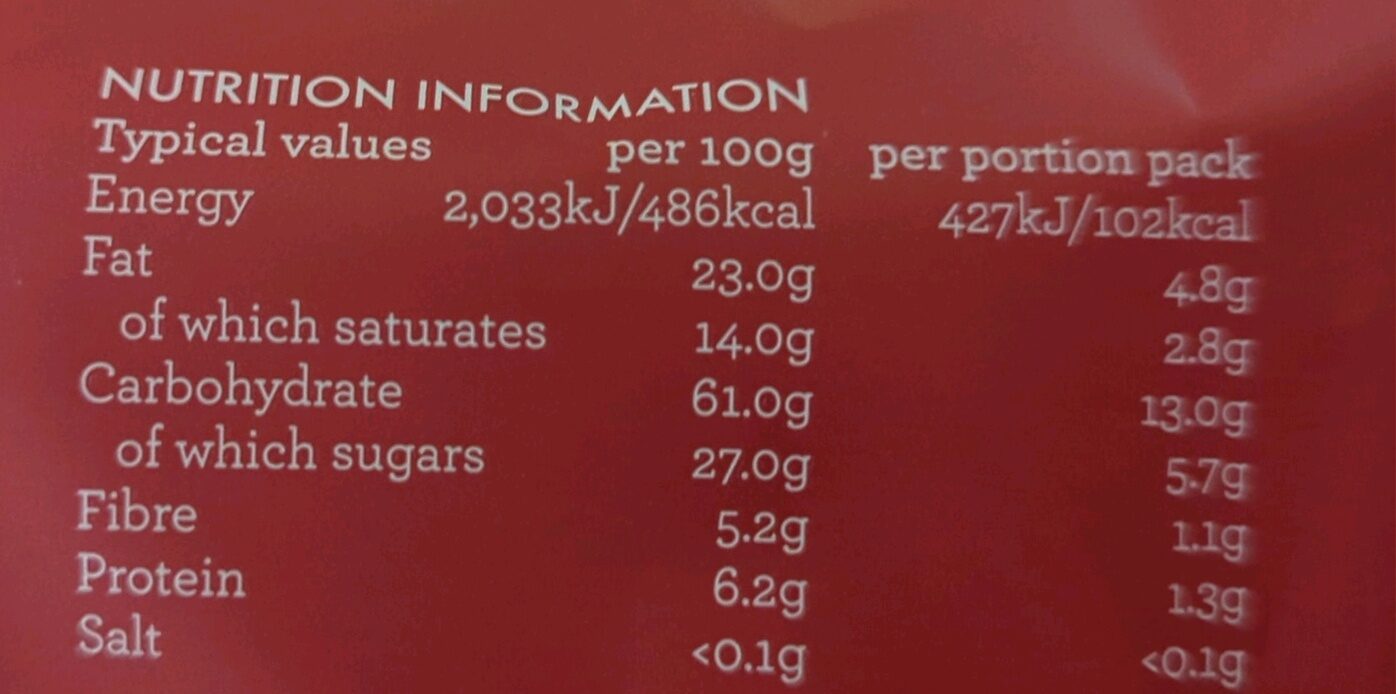 NUTRITION INFORMATION
Typical values per 100g per portion pack
Energy 2,033kJ/486kcal 427kJ/102kcal
Fat 23.0g 4.8g
of which saturates 14.0g 2.8g
Carbohydrate 61.0g 13.0g
of which sugars 27.0g 5.7g
Fibre 5.2g 1.1g
Protein 6.2g 1.3g
Salt <0.1g <0.1g